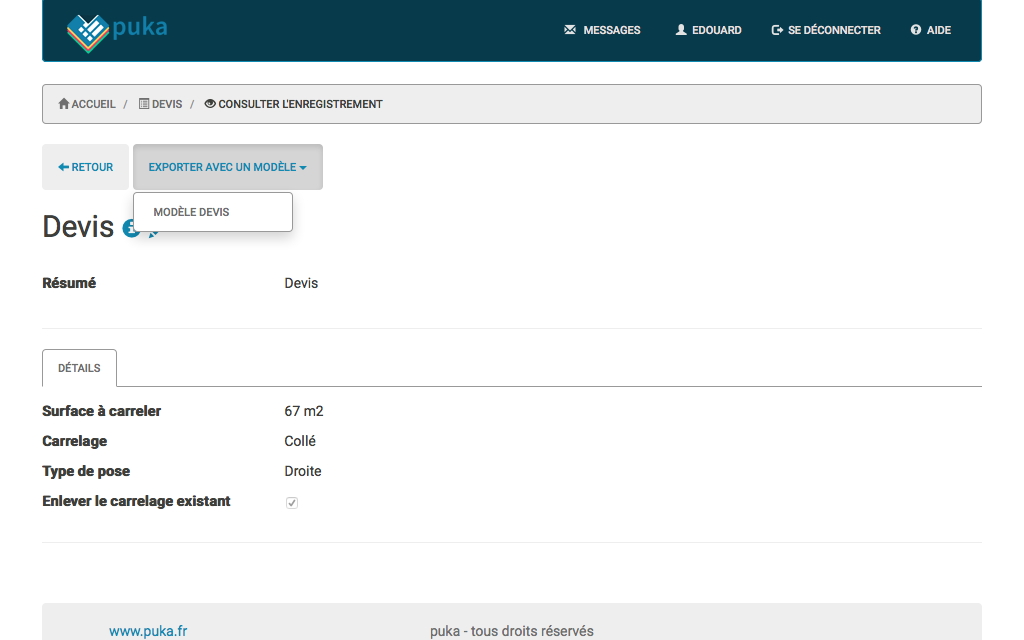 puka
MESSAGES EDOUARD SE DÉCONNECTER AIDE
ACCUEIL / DEVIS / CONSULTER L'ENREGISTREMENT
RETOUR EXPORTER AVEC UN MODÈLE
MODÈLE DEVIS
Devis
Résumé Devis
DÉTAILS
Surface à carreler 67 m2
Carrelage Collé
Type de pose Droite
Enlever le carrelage existant
www.puka.fr puka - tous droits réservés